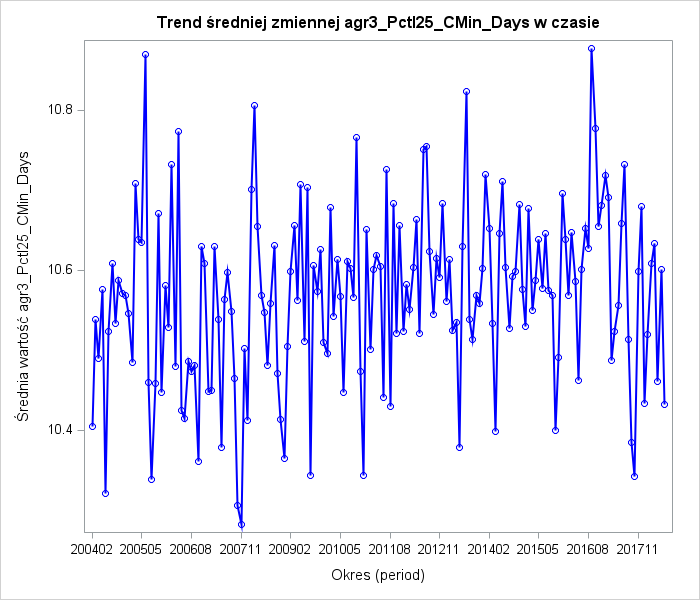 Trend średniej zmiennej agr3_Pctl25_CMin_Days w czasie
Średnia wartość agr3_Pctl25_CMin_Days
10.8
10.6
10.4
200402 200505 200608 200711 200902 201005 201108 201211 201402 201505 201608 201711
Okres (period)